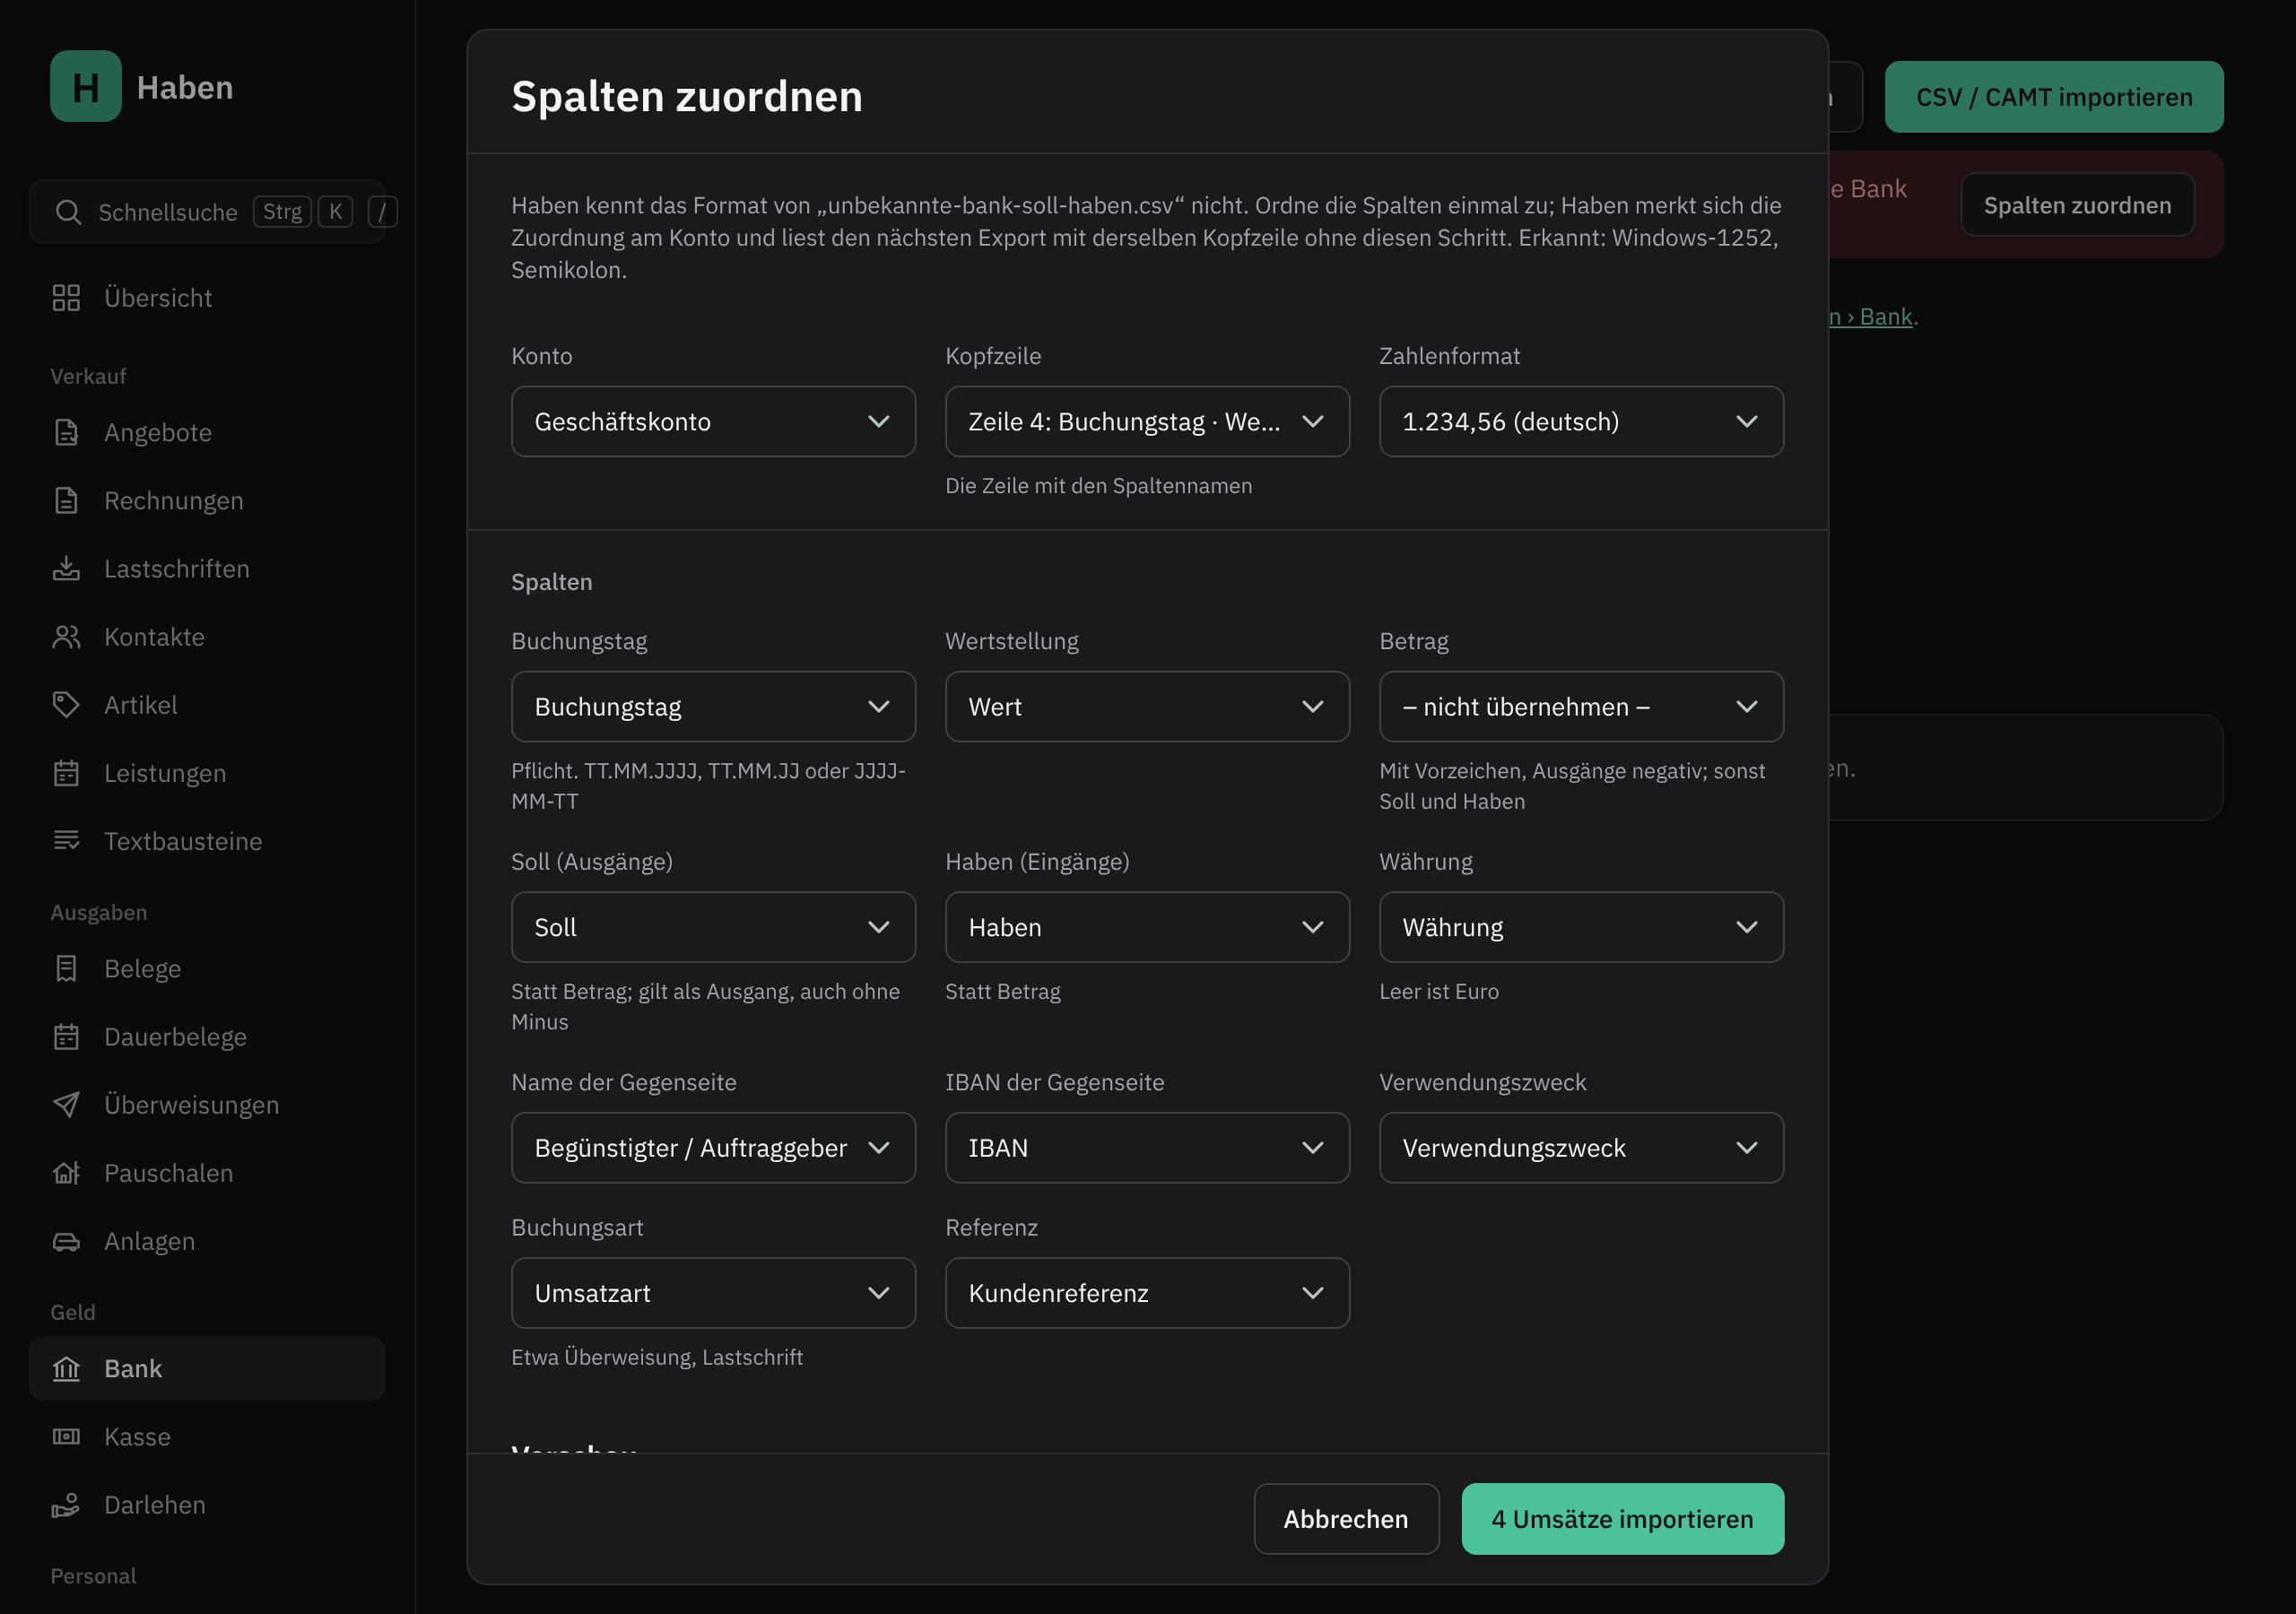 H Haben
Schnellsuche Strg K /
Übersicht
Verkauf
Angebote
Rechnungen
Lastschriften
Kontakte
Artikel
Leistungen
Textbausteine
Ausgaben
Belege
Dauerbelege
Überweisungen
Pauschalen
Anlagen
Geld
Bank
Kasse
Darlehen
Personal
CSV / CAMT importieren
e Bank
Spalten zuordnen
n › Bank.
en.
Spalten zuordnen
Haben kennt das Format von „unbekannte-bank-soll-haben.csv“ nicht. Ordne die Spalten einmal zu; Haben merkt sich die
Zuordnung am Konto und liest den nächsten Export mit derselben Kopfzeile ohne diesen Schritt. Erkannt: Windows-1252,
Semikolon.
Konto
Geschäftskonto
Kopfzeile
Zeile 4: Buchungstag · We...
Die Zeile mit den Spaltennamen
Zahlenformat
1.234,56 (deutsch)
Spalten
Buchungstag
Buchungstag
Pflicht. TT.MM.JJJJ, TT.MM.JJ oder JJJJ-
MM-TT
Wertstellung
Wert
Betrag
– nicht übernehmen –
Mit Vorzeichen, Ausgänge negativ; sonst
Soll und Haben
Soll (Ausgänge)
Soll
Statt Betrag; gilt als Ausgang, auch ohne
Minus
Haben (Eingänge)
Haben
Statt Betrag
Währung
Währung
Leer ist Euro
Name der Gegenseite
Begünstigter / Auftraggeber
IBAN der Gegenseite
IBAN
Verwendungszweck
Verwendungszweck
Buchungsart
Umsatzart
Etwa Überweisung, Lastschrift
Referenz
Kundenreferenz
Vorschau
Abbrechen
4 Umsätze importieren